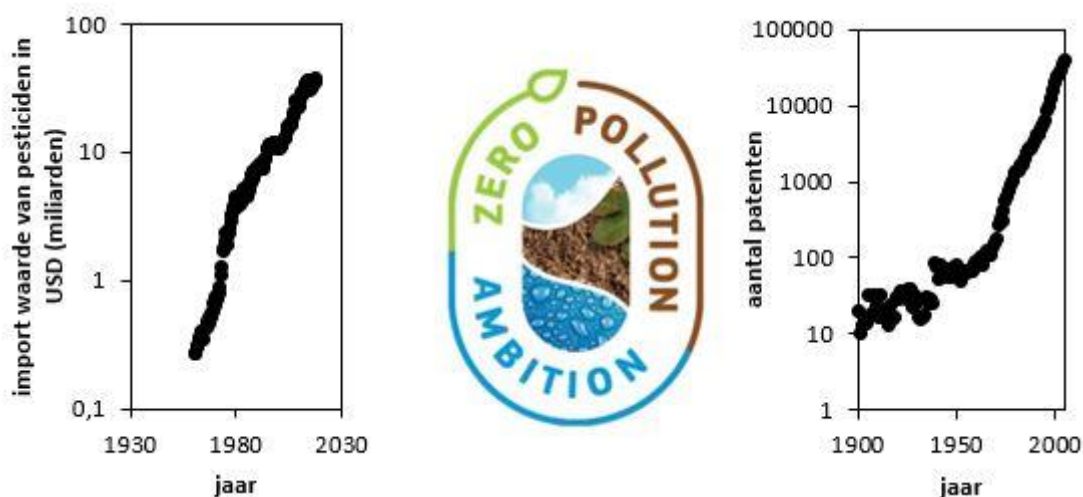 import waarde van pesticiden in
USD (miliarden)
100
10
1
0,1
1930 1980 2030
jaar
ZERO
POLLUTION
AMBITION
aantal patenten
100000
10000
1000
100
10
1
1900 1950 2000
jaar